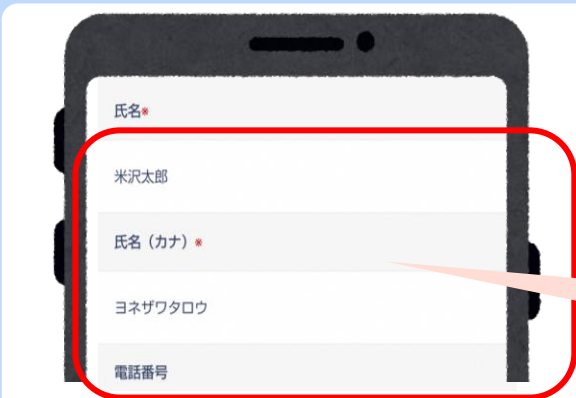 氏名※
米沢太郎
氏名（カナ）※
ヨネザワタロウ
電話番号